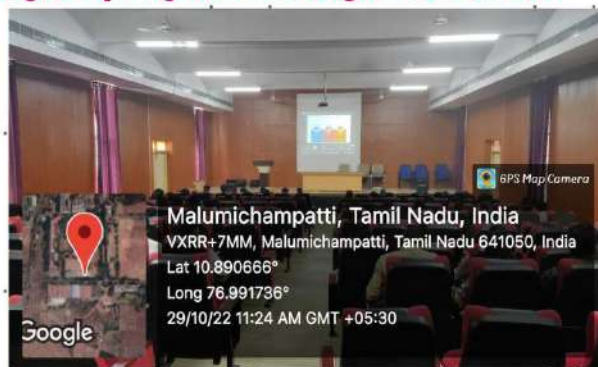 GPS Map Camera
Malumichampatti, Tamil Nadu, India
VXRR+7MM, Malumichampatti, Tamil Nadu 641050, India
Lat 10.890666°
Long 76.991736°
29/10/22 11:24 AM GMT +05:30
Google